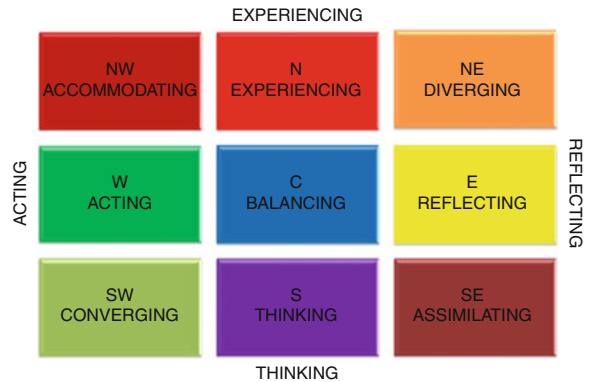 EXPERIENCING
NW
ACCOMMODATING
N
EXPERIENCING
NE
DIVERGING
ACTING
W
ACTING
C
BALANCING
E
REFLECTING
REFLECTING
SW
CONVERGING
S
THINKING
SE
ASSIMILATING
THINKING